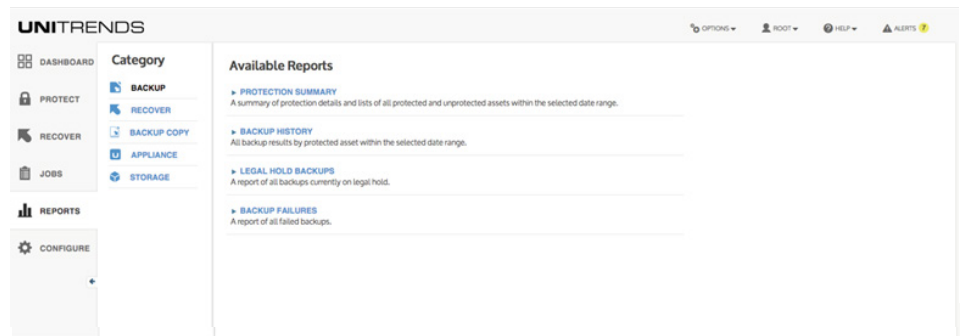 UNITRENDS
OPTIONS
ROOT
HELP
ALERTS 7
DASHBOARD
PROTECT
RECOVER
JOBS
REPORTS
CONFIGURE
Category
BACKUP
RECOVER
BACKUP COPY
APPLIANCE
STORAGE
Available Reports
PROTECTION SUMMARY
A summary of protection details and lists of all protected and unprotected assets within the selected date range.
BACKUP HISTORY
All backup results by protected asset within the selected date range.
LEGAL HOLD BACKUPS
A report of all backups currently on legal hold.
BACKUP FAILURES
A report of all failed backups.